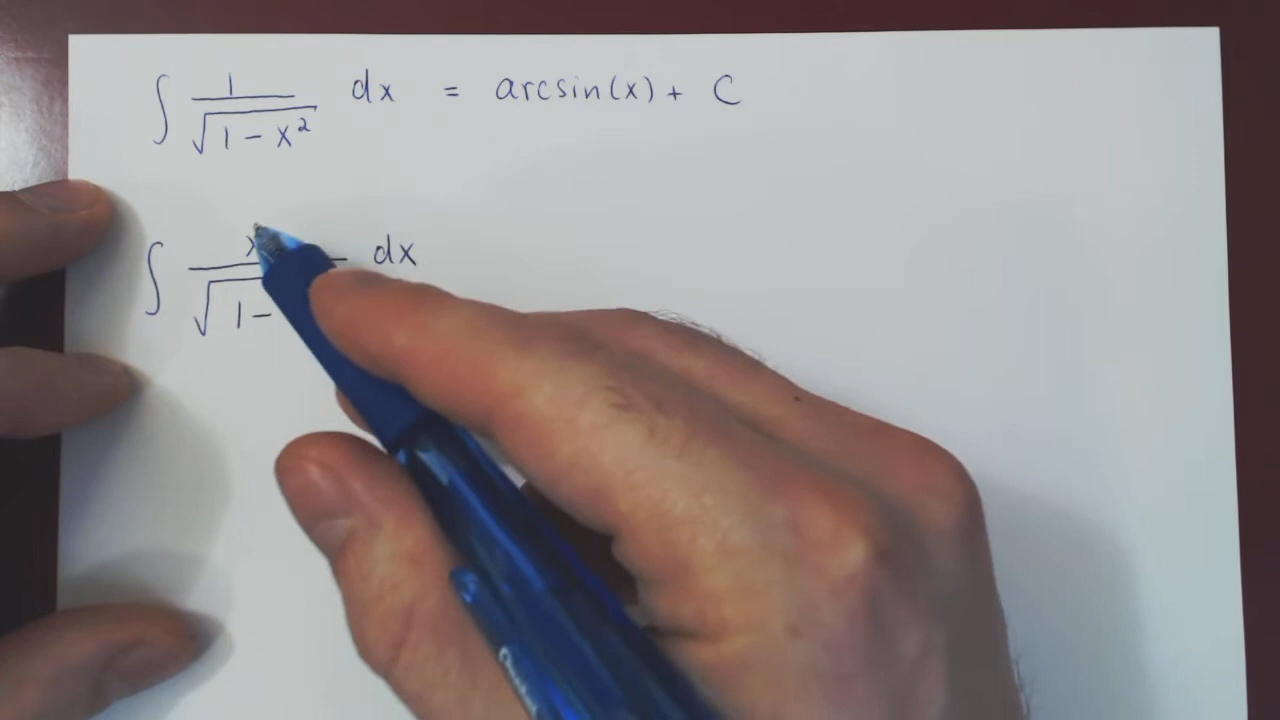 ∫ 1/√(1 - x²) dx = arcsin(x) + C
∫ x/√(1- dx